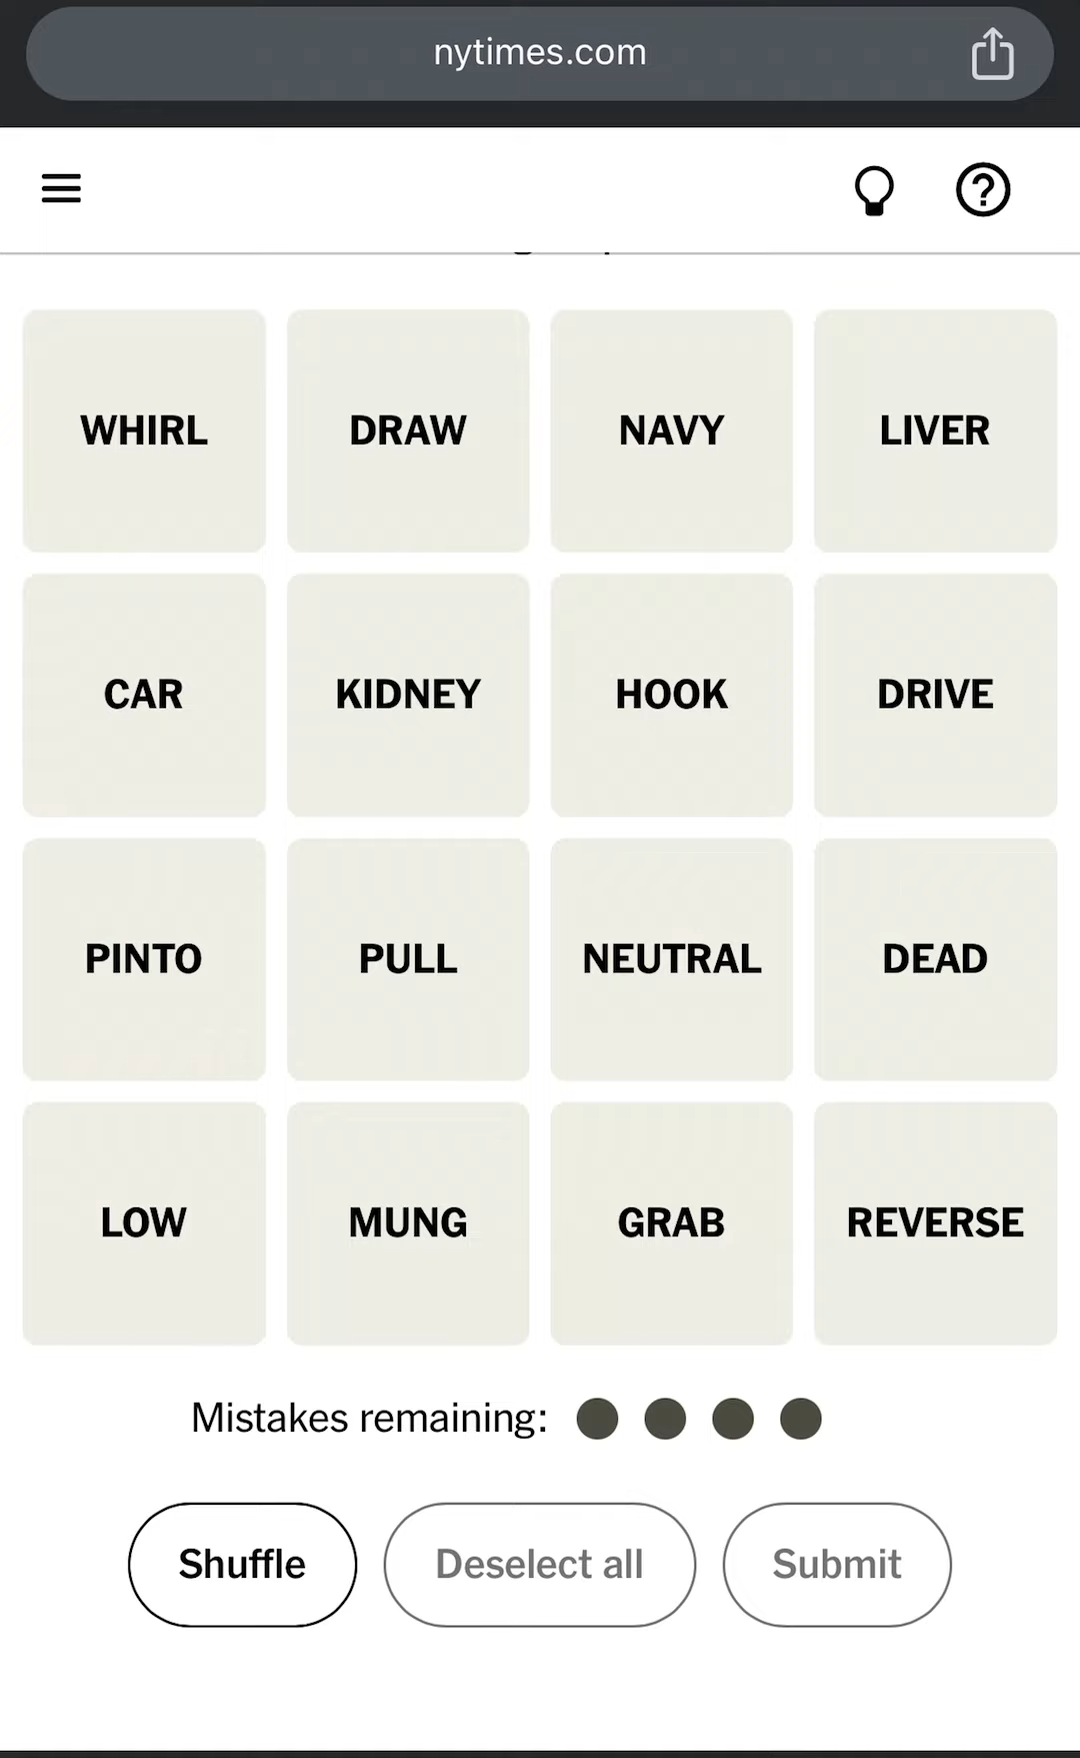 nytimes.com
WHIRL DRAW NAVY LIVER
CAR KIDNEY HOOK DRIVE
PINTO PULL NEUTRAL DEAD
LOW MUNG GRAB REVERSE
Mistakes remaining:
Shuffle Deselect all Submit